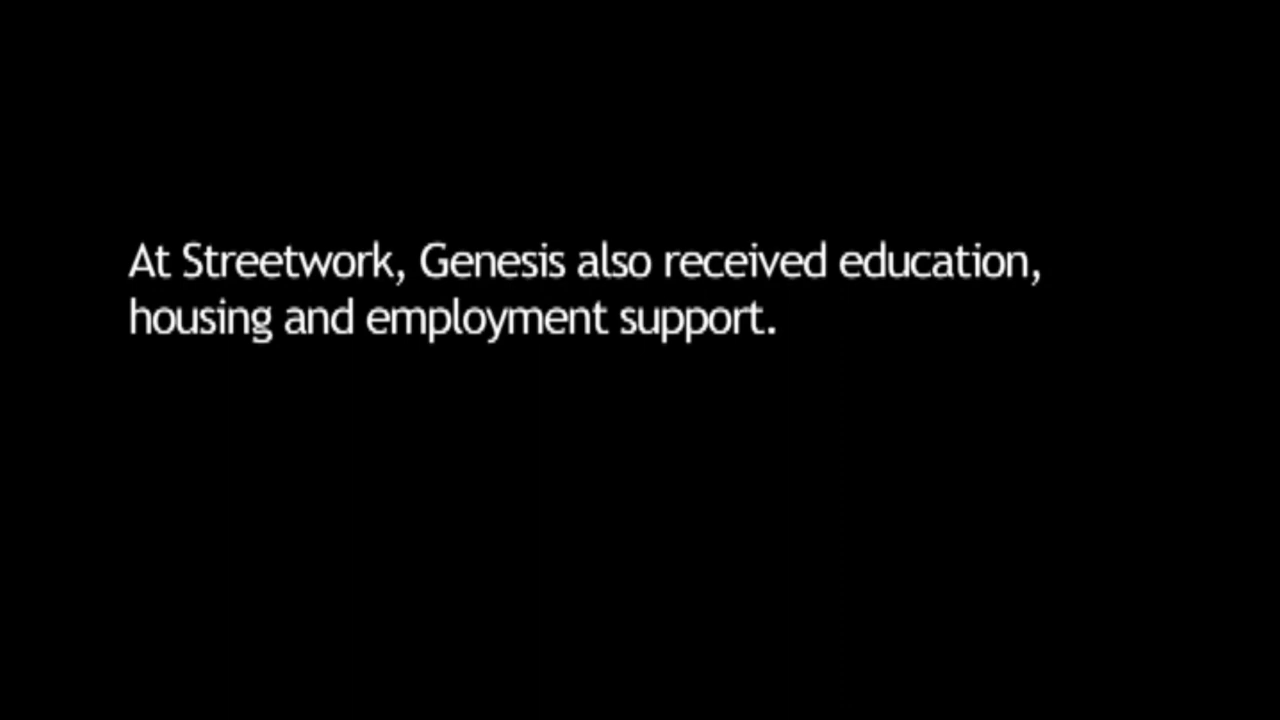 At Streetwork, Genesis also received education,
housing and employment support.